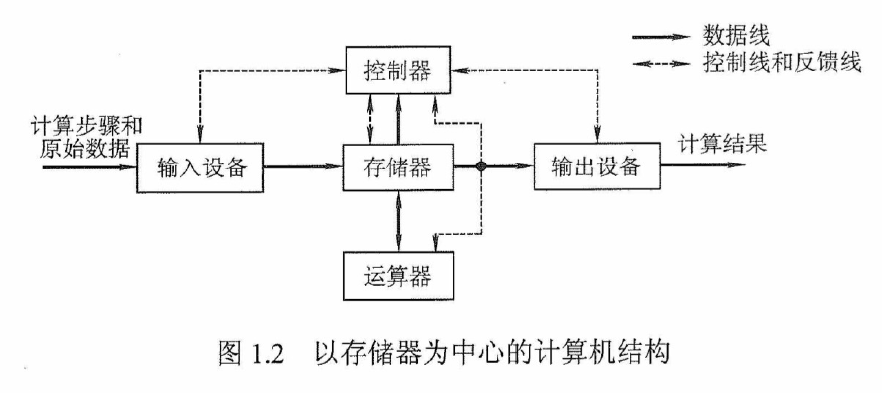 数据线
控制线和反馈线
控制器
计算步骤和
原始数据
输入设备
存储器
输出设备
计算结果
运算器
图 1.2 以存储器为中心的计算机结构